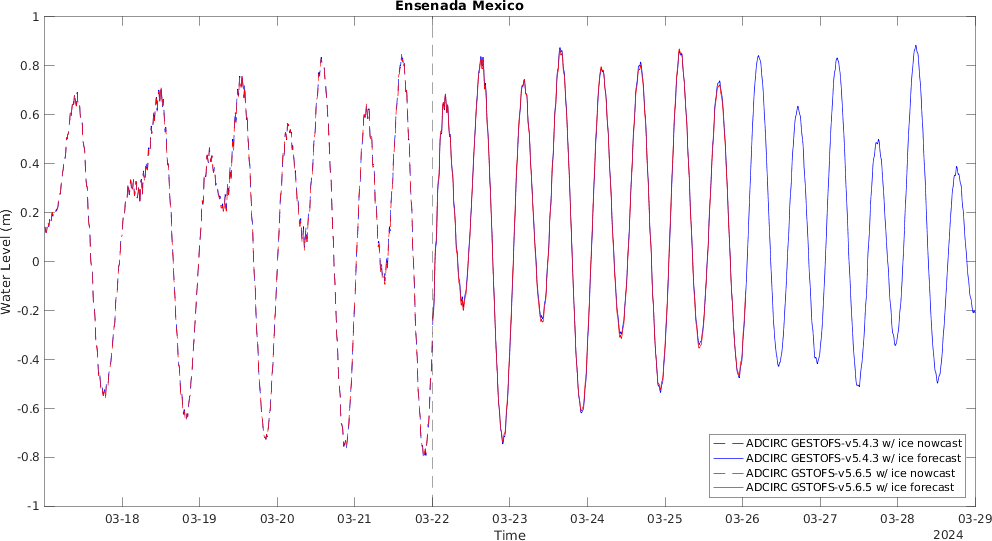 Ensenada Mexico
1
0.8
0.6
0.4
0.2
0
-0.2
-0.4
-0.6
-0.8
-1
Water Level (m)
ADCIRC GESTOFS-v5.4.3 w/ ice nowcast
ADCIRC GESTOFS-v5.4.3 w/ ice forecast
ADCIRC GSTOFS-v5.6.5 w/ ice nowcast
ADCIRC GSTOFS-v5.6.5 w/ ice forecast
03-18 03-19 03-20 03-21 03-22 03-23 03-24 03-25 03-26 03-27 03-28 03-29
Time
2024